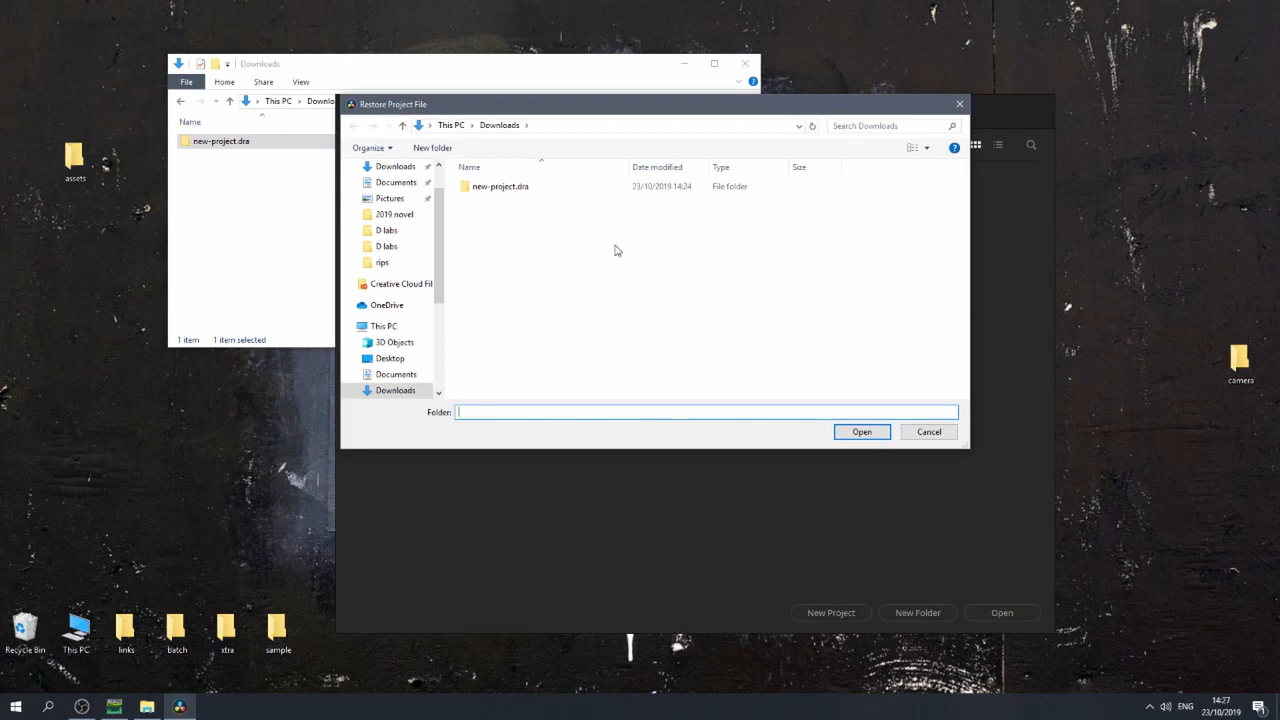 Downloads
File
Home
Share
View
This PC
Downlo
Name
new-project.dra
1 item
1 item selected
Restore Project File
This PC
Downloads
Search Downloads
Organize
New folder
Name
Date modified
Type
Size
new-project.dra
23/10/2019 14:24
File folder
Downloads
Documents
Pictures
2019 novel
D labs
D labs
rips
Creative Cloud Fil
OneDrive
This PC
3D Objects
Desktop
Documents
Downloads
Folder:
Open
Cancel
New Project
New Folder
Open
assets
camera
Recycle Bin
This PC
links
batch
xtra
sample
ENG
14:27
23/10/2019
1